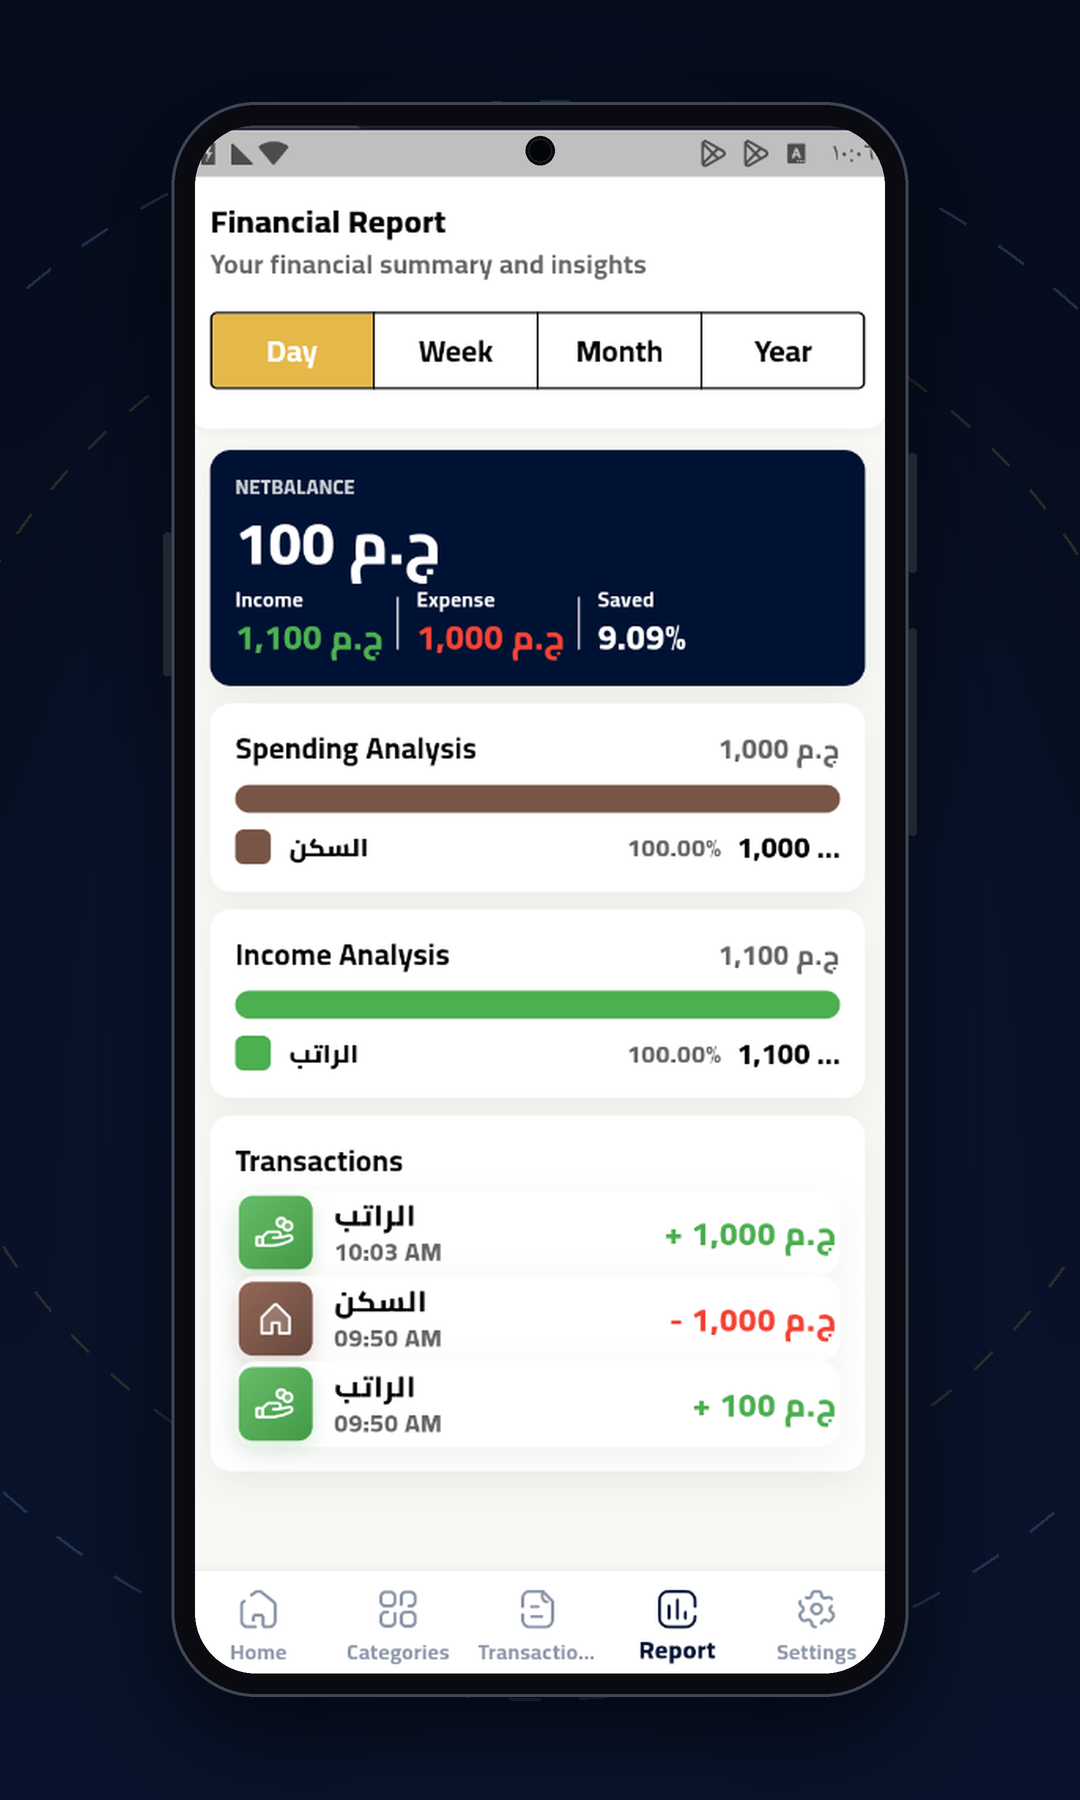 Financial Report
Your financial summary and insights
Day Week Month Year
NETBALANCE
100 ج.م
Income Expense Saved
1,100 ج.م 1,000 ج.م 9.09%
Spending Analysis 1,000 ج.م
السكن 100.00% 1,000 ...
Income Analysis 1,100 ج.م
الراتب 100.00% 1,100 ...
Transactions
الراتب
10:03 AM
+ 1,000 ج.م
السكن
09:50 AM
- 1,000 ج.م
الراتب
09:50 AM
+ 100 ج.م
Home Categories Transactio... Report Settings